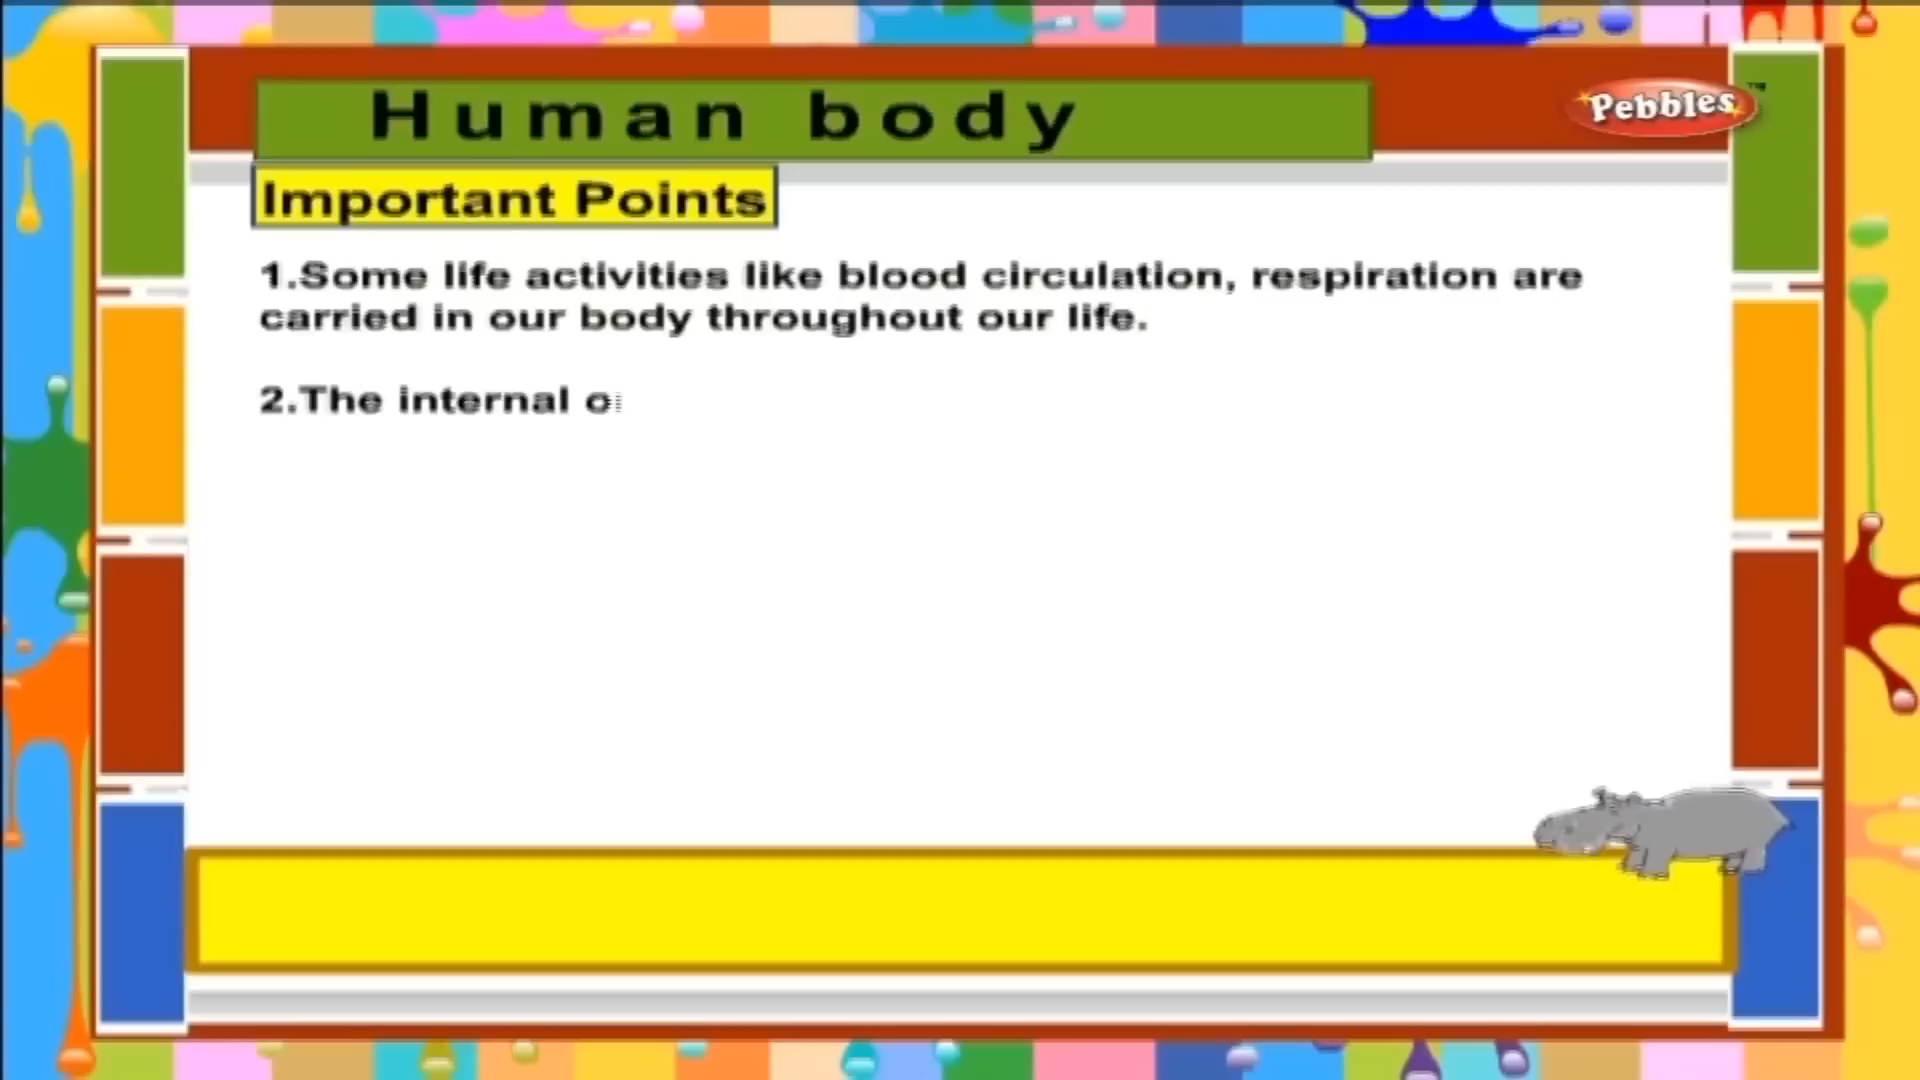 Human body
Pebbles™
Important Points
1.Some life activities like blood circulation, respiration are
carried in our body throughout our life.
2.The internal